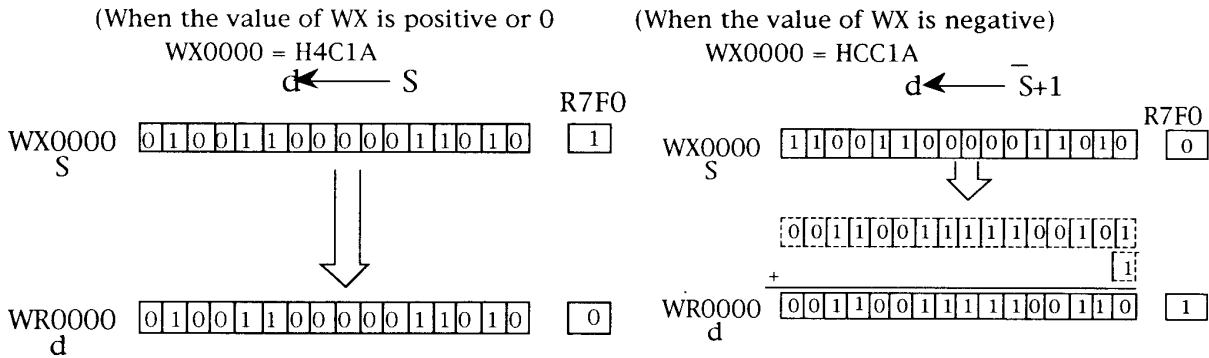 (When the value of WX is positive or 0
WX0000 = H4C1A
d S
R7F0
WX0000 0 1 0 0 1 1 0 0 0 0 0 1 1 0 1 0 1
S
WR0000 0 1 0 0 1 1 0 0 0 0 0 1 1 0 1 0 0
d
(When the value of WX is negative)
WX0000 = HCC1A
d S+1
R7F0
WX0000 1 1 0 0 1 1 0 0 0 0 0 1 1 0 1 0 0
S
0 0 1 1 0 0 1 1 1 1 1 0 0 1 0 1
1
+
WR0000 0 0 1 1 0 0 1 1 1 1 1 0 0 1 1 0 1
d